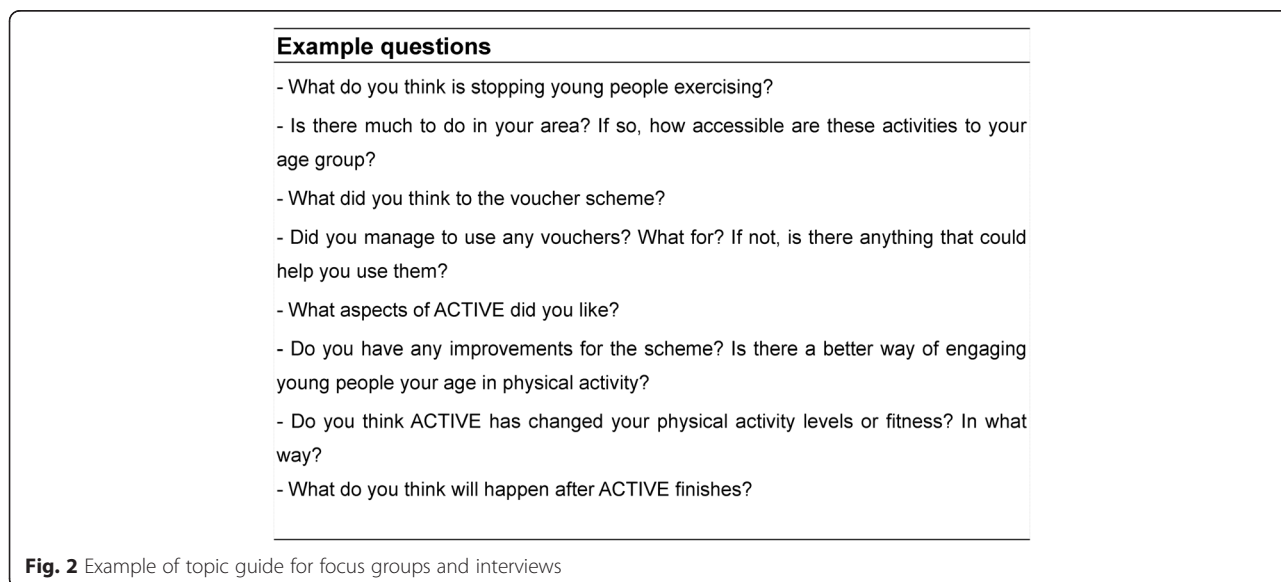 Example questions
- What do you think is stopping young people exercising?
- Is there much to do in your area? If so, how accessible are these activities to your
age group?
- What did you think to the voucher scheme?
- Did you manage to use any vouchers? What for? If not, is there anything that could
help you use them?
- What aspects of ACTIVE did you like?
- Do you have any improvements for the scheme? Is there a better way of engaging
young people your age in physical activity?
- Do you think ACTIVE has changed your physical activity levels or fitness? In what
way?
- What do you think will happen after ACTIVE finishes?
Fig. 2 Example of topic guide for focus groups and interviews